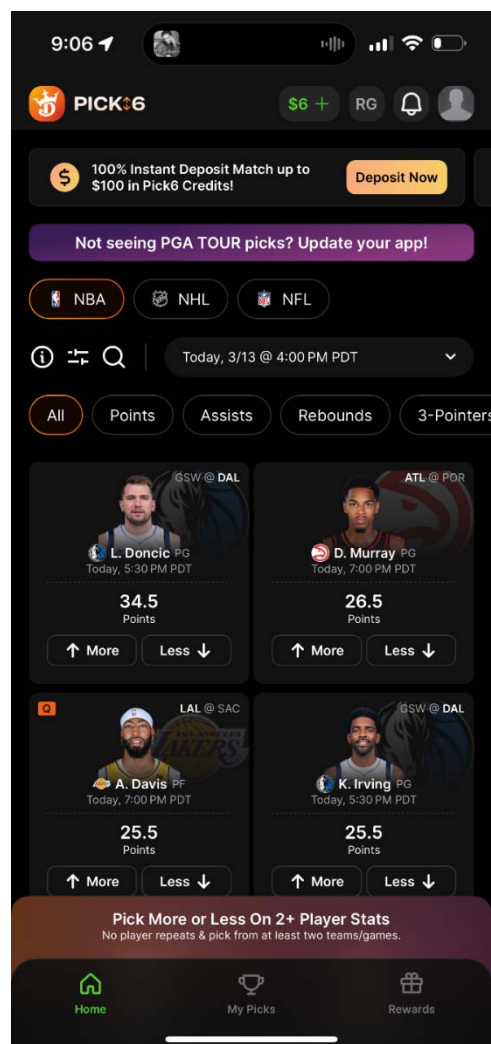 9:06
PICK6
$6 +
RG
100% Instant Deposit Match up to
$100 in Pick6 Credits!
Deposit Now
Not seeing PGA TOUR picks? Update your app!
NBA
NHL
NFL
Today, 3/13 @ 4:00 PM PDT
All
Points
Assists
Rebounds
3-Pointers
GSW @ DAL
L. Doncic PG
Today, 5:30 PM PDT
34.5
Points
More
Less
ATL @ POR
D. Murray PG
Today, 7:00 PM PDT
26.5
Points
More
Less
Q
LAL @ SAC
LOS ANGELES
LAKERS
A. Davis PF
Today, 7:00 PM PDT
25.5
Points
More
Less
GSW @ DAL
K. Irving PG
Today, 5:30 PM PDT
25.5
Points
More
Less
Pick More or Less On 2+ Player Stats
No player repeats & pick from at least two teams/games.
Home
My Picks
Rewards